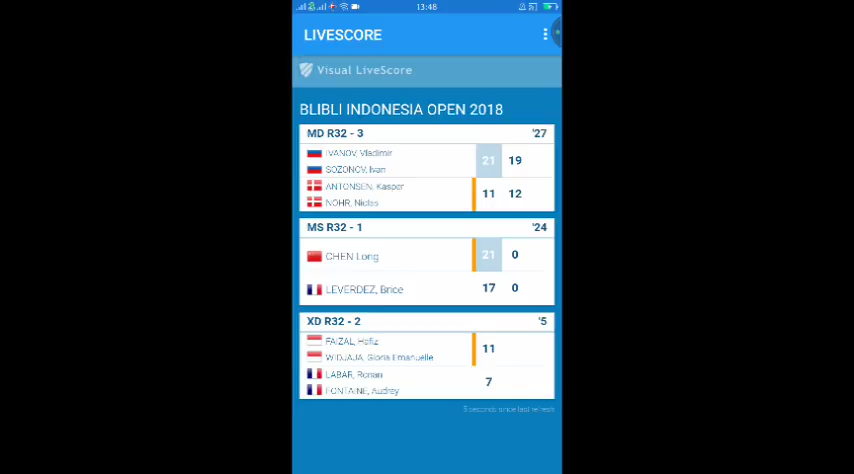 13:48
LIVESCORE
Visual LiveScore
BLIBLI INDONESIA OPEN 2018
MD R32 - 3 '27
IVANOV, Vladimir
SOZONOV, Ivan
21 19
ANTONSEN, Kasper
NOHR, Niclas
11 12
MS R32 - 1 '24
CHEN Long 21 0
LEVERDEZ, Brice 17 0
XD R32 - 2 '5
FAIZAL, Hafiz
WIDJAJA, Gloria Emanuelle
11
LABAR, Ronan
FONTAINE, Audrey
7
5 seconds since last refresh